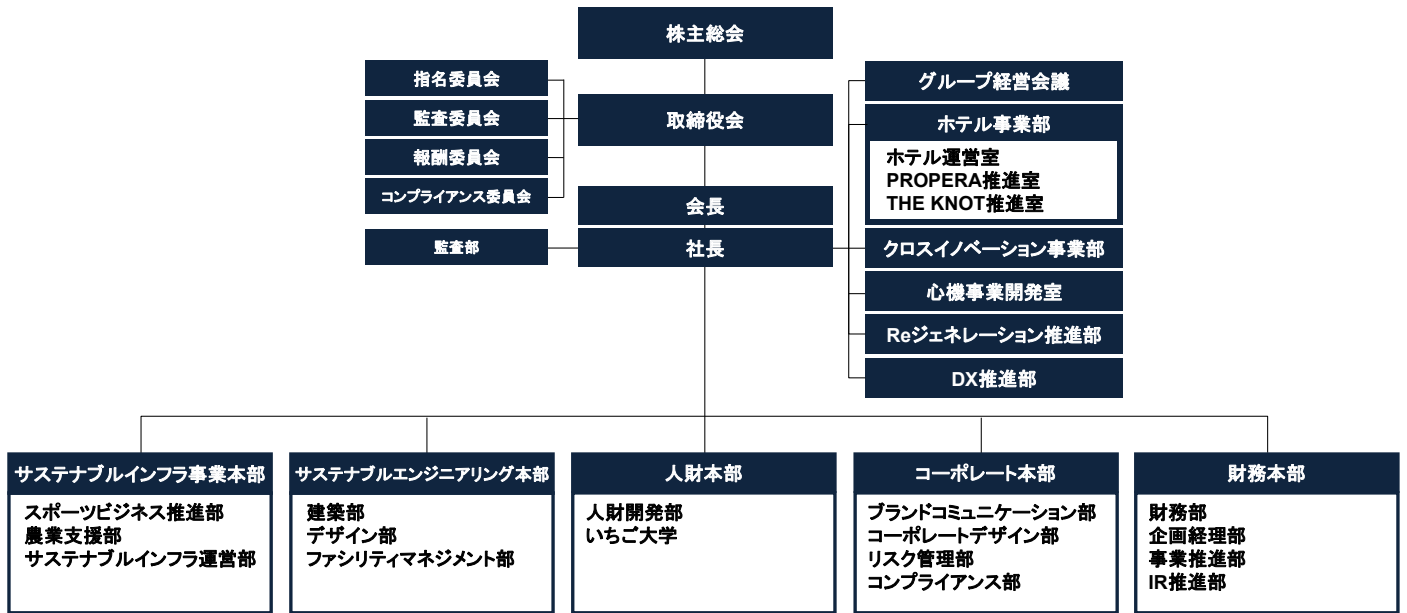 株主総会
指名委員会
監査委員会
報酬委員会
コンプライアンス委員会
監査部
取締役会
会長
社長
グループ経営会議
ホテル事業部
ホテル運営室
PROPERA推進室
THE KNOT推進室
クロスイノベーション事業部
心機事業開発室
Reジェネレーション推進部
DX推進部
サステナブルインフラ事業本部
スポーツビジネス推進部
農業支援部
サステナブルインフラ運営部
サステナブルエンジニアリング本部
建築部
デザイン部
ファシリティマネジメント部
人財本部
人財開発部
いちご大学
コーポレート本部
ブランドコミュニケーション部
コーポレートデザイン部
リスク管理部
コンプライアンス部
財務本部
財務部
企画経理部
事業推進部
IR推進部